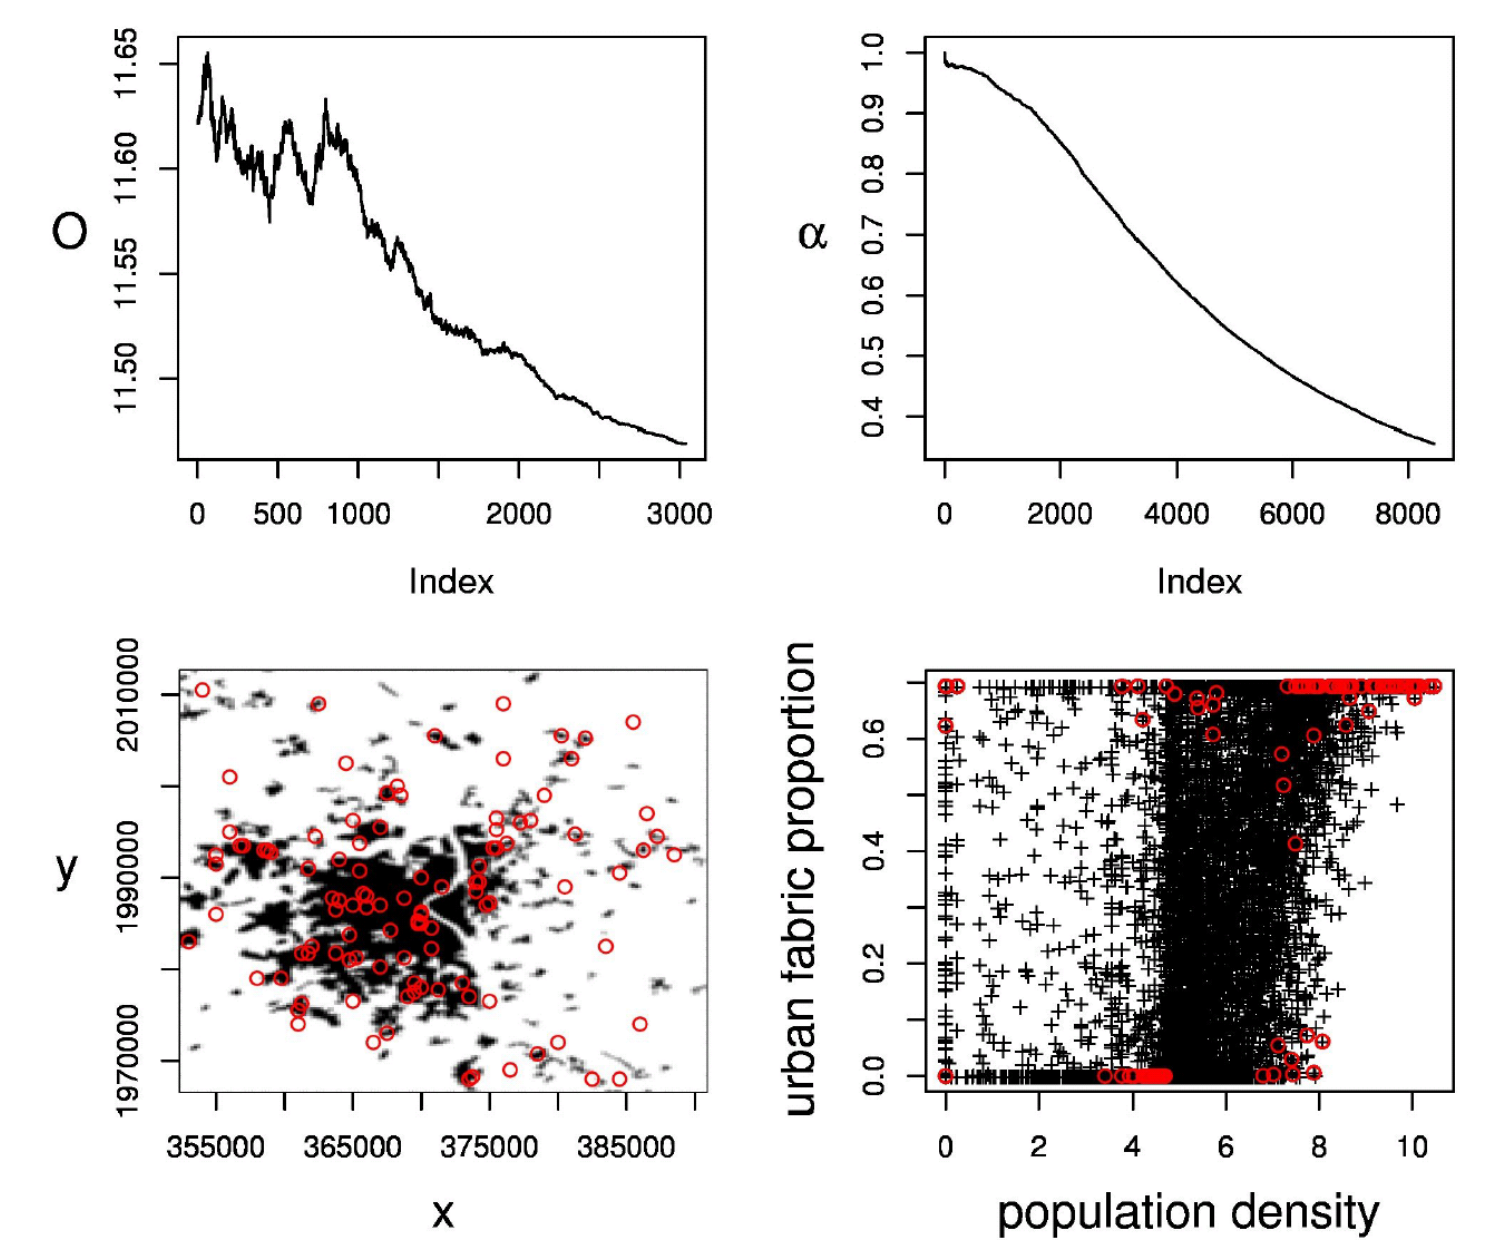 11.65
11.60
11.55
11.50
O
0 500 1000 2000 3000
Index
1.0
0.9
0.8
0.7
0.6
0.5
0.4
α
0 2000 4000 6000 8000
Index
2010000
1990000
1970000
y
355000 365000 375000 385000
x
urban fabric proportion
0.6
0.4
0.2
0.0
0 2 4 6 8 10
population density